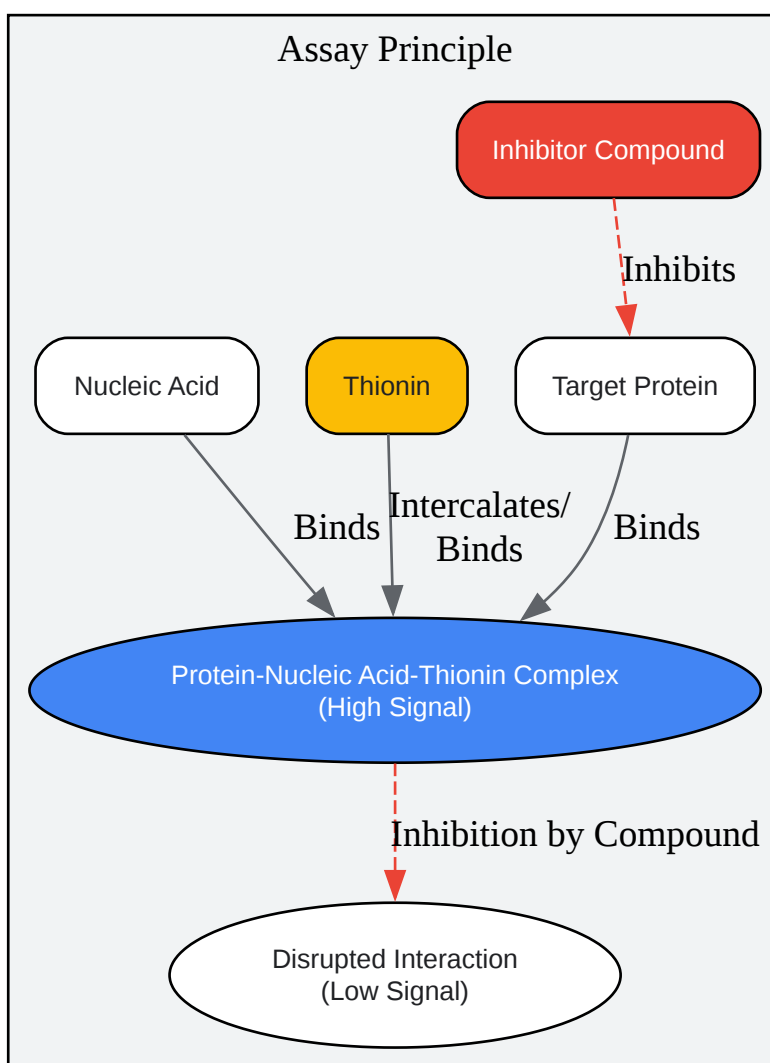 Assay Principle
Inhibitor Compound
Inhibits
Nucleic Acid
Thionin
Target Protein
Binds
Intercalates/
Binds
Binds
Protein-Nucleic Acid-Thionin Complex
(High Signal)
Inhibition by Compound
Disrupted Interaction
(Low Signal)